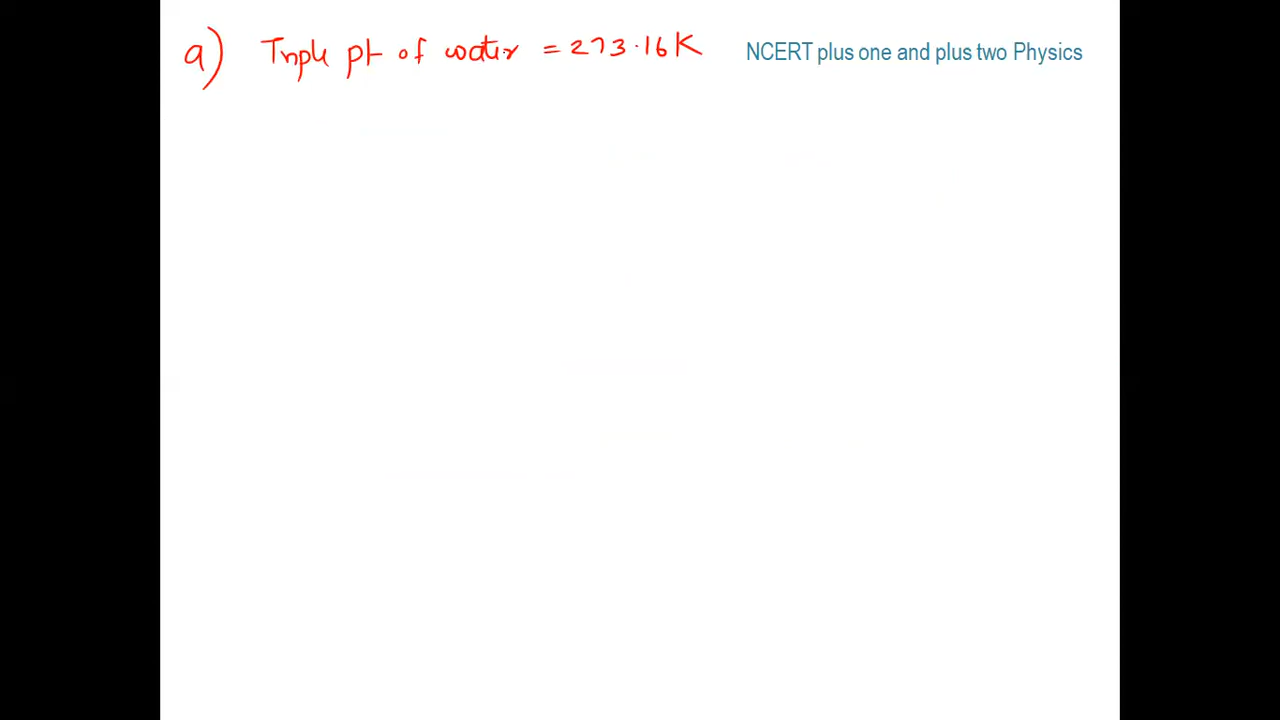 a) Triple pt of water = 273.16K NCERT plus one and plus two Physics